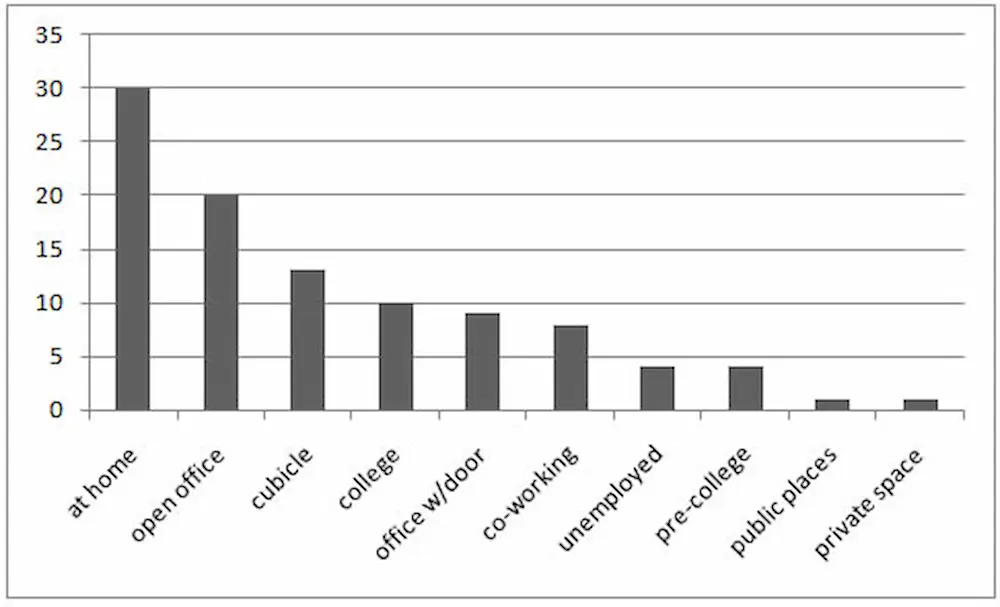 35
30
25
20
15
10
5
0
at home
open office
cubicle
college
office w/door
co-working
unemployed
pre-college
public places
private space